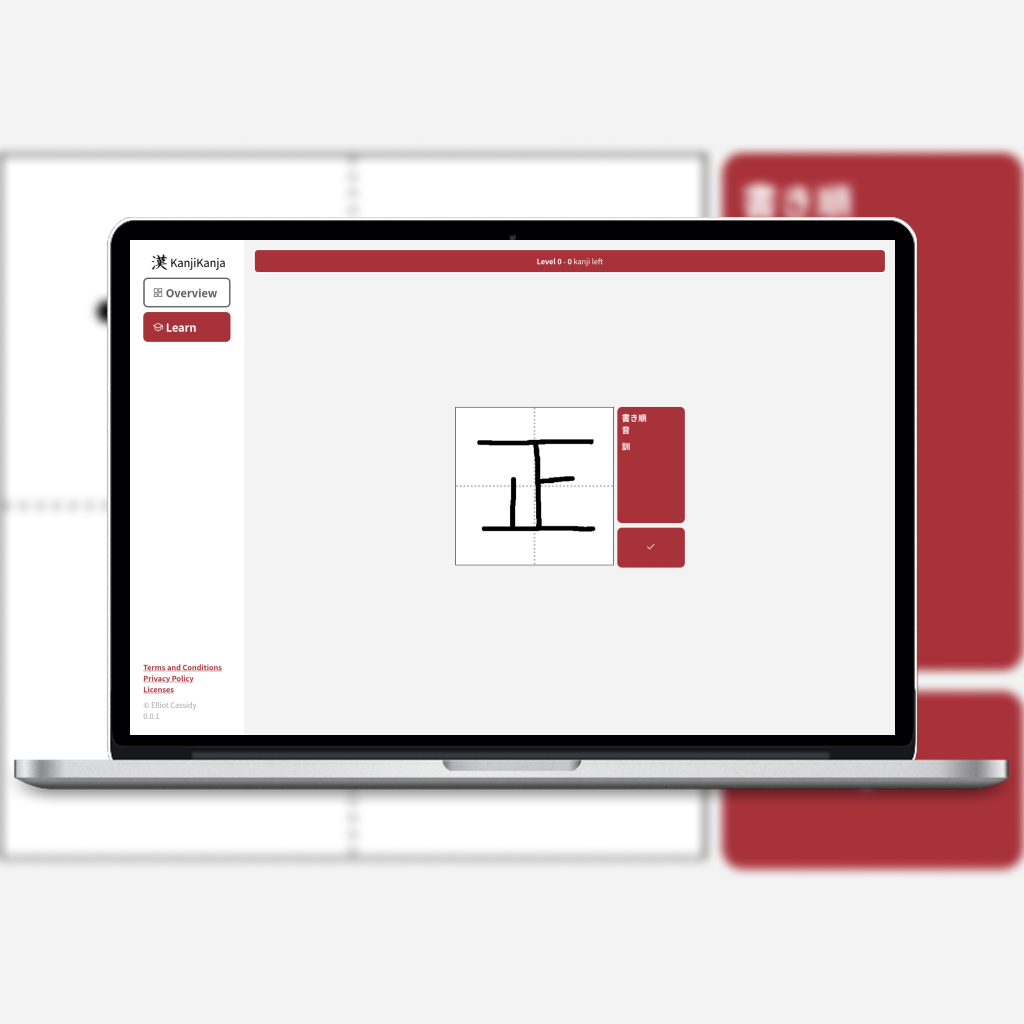 漢 KanjiKanja
Overview
Learn
Level 0 - 0 kanji left
正
書き順
音
訓
Terms and Conditions
Privacy Policy
Licenses
© Elliot Cassidy
0.0.1
書き順